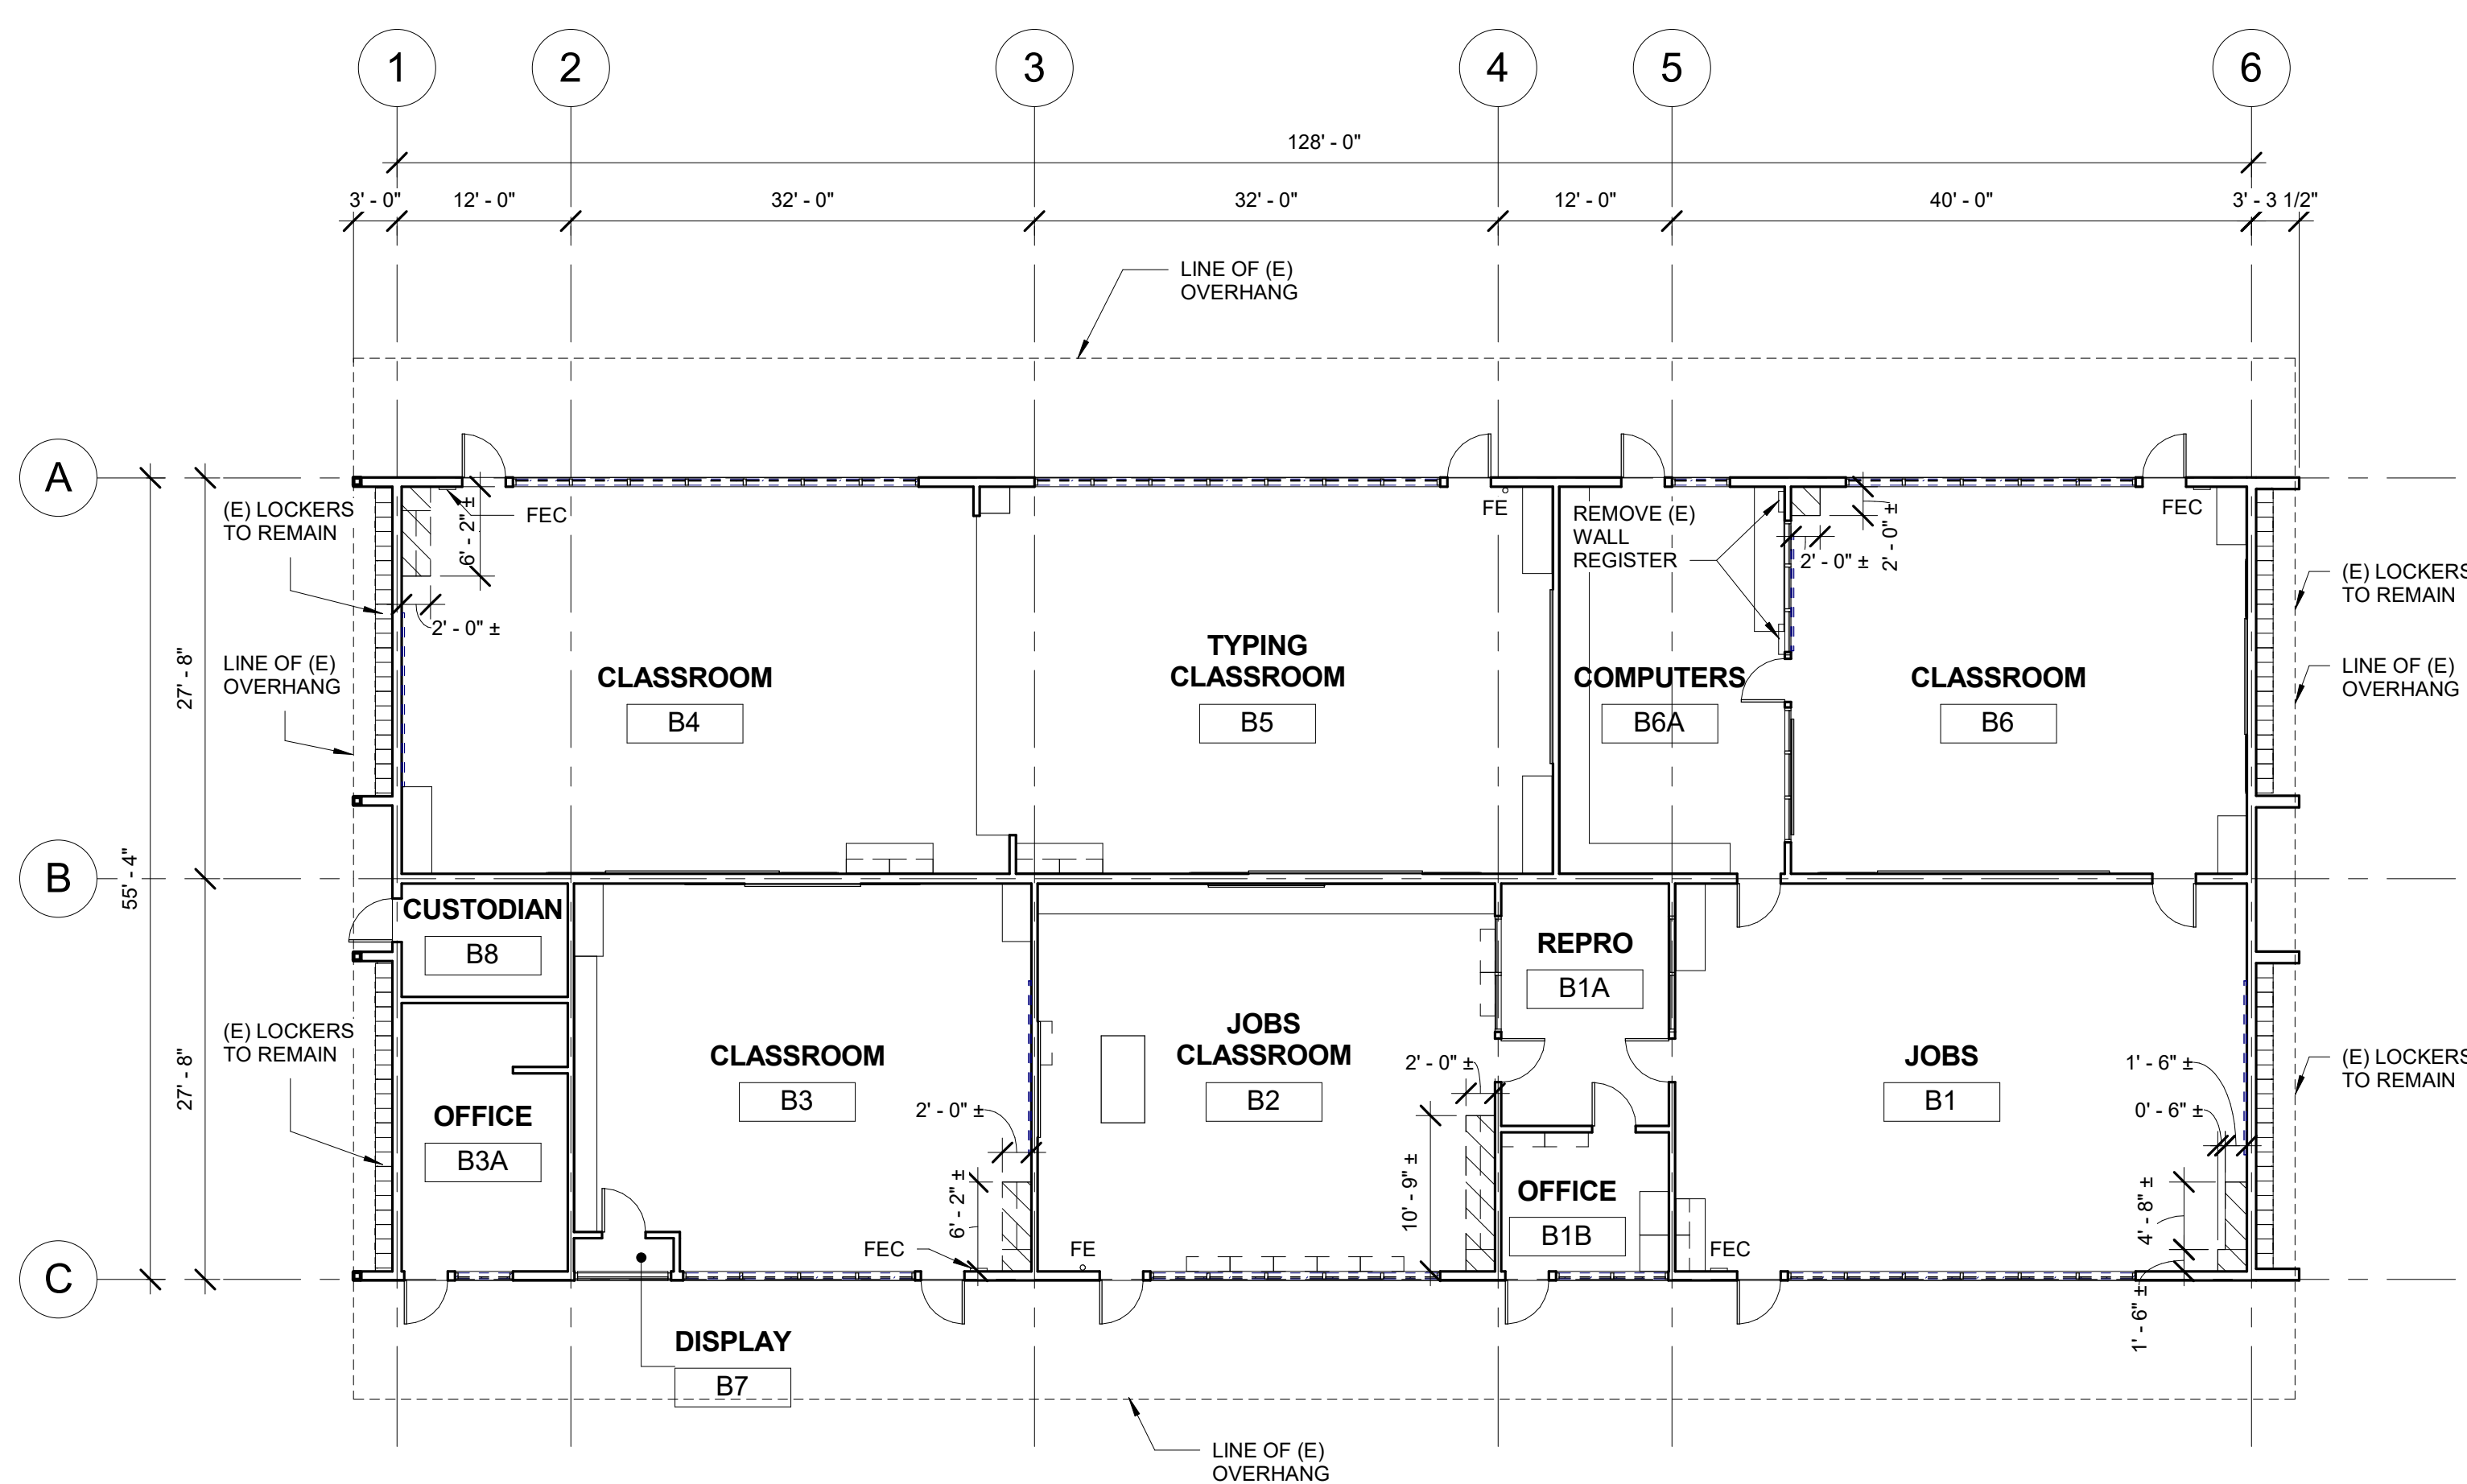 1
2
3
4
5
6
128' - 0"
3' - 0"
12' - 0"
32' - 0"
32' - 0"
12' - 0"
40' - 0"
3' - 3 1/2"
LINE OF (E)
OVERHANG
A
B
C
55' - 4"
27' - 8"
27' - 8"
(E) LOCKERS
TO REMAIN
LINE OF (E)
OVERHANG
(E) LOCKERS
TO REMAIN
FEC
6' - 2" ±
2' - 0" ±
CLASSROOM
B4
TYPING
CLASSROOM
B5
FE
REMOVE (E)
WALL
REGISTER
COMPUTERS
B6A
2' - 0" ±
2' - 0" ±
CLASSROOM
B6
FEC
(E) LOCKERS
TO REMAIN
LINE OF (E)
OVERHANG
(E) LOCKERS
TO REMAIN
CUSTODIAN
B8
OFFICE
B3A
CLASSROOM
B3
2' - 0" ±
6' - 2" ±
FEC
JOBS
CLASSROOM
B2
FE
2' - 0" ±
10' - 9" ±
REPRO
B1A
OFFICE
B1B
JOBS
B1
FEC
1' - 6" ±
0' - 6" ±
4' - 8" ±
1' - 6" ±
DISPLAY
B7
LINE OF (E)
OVERHANG